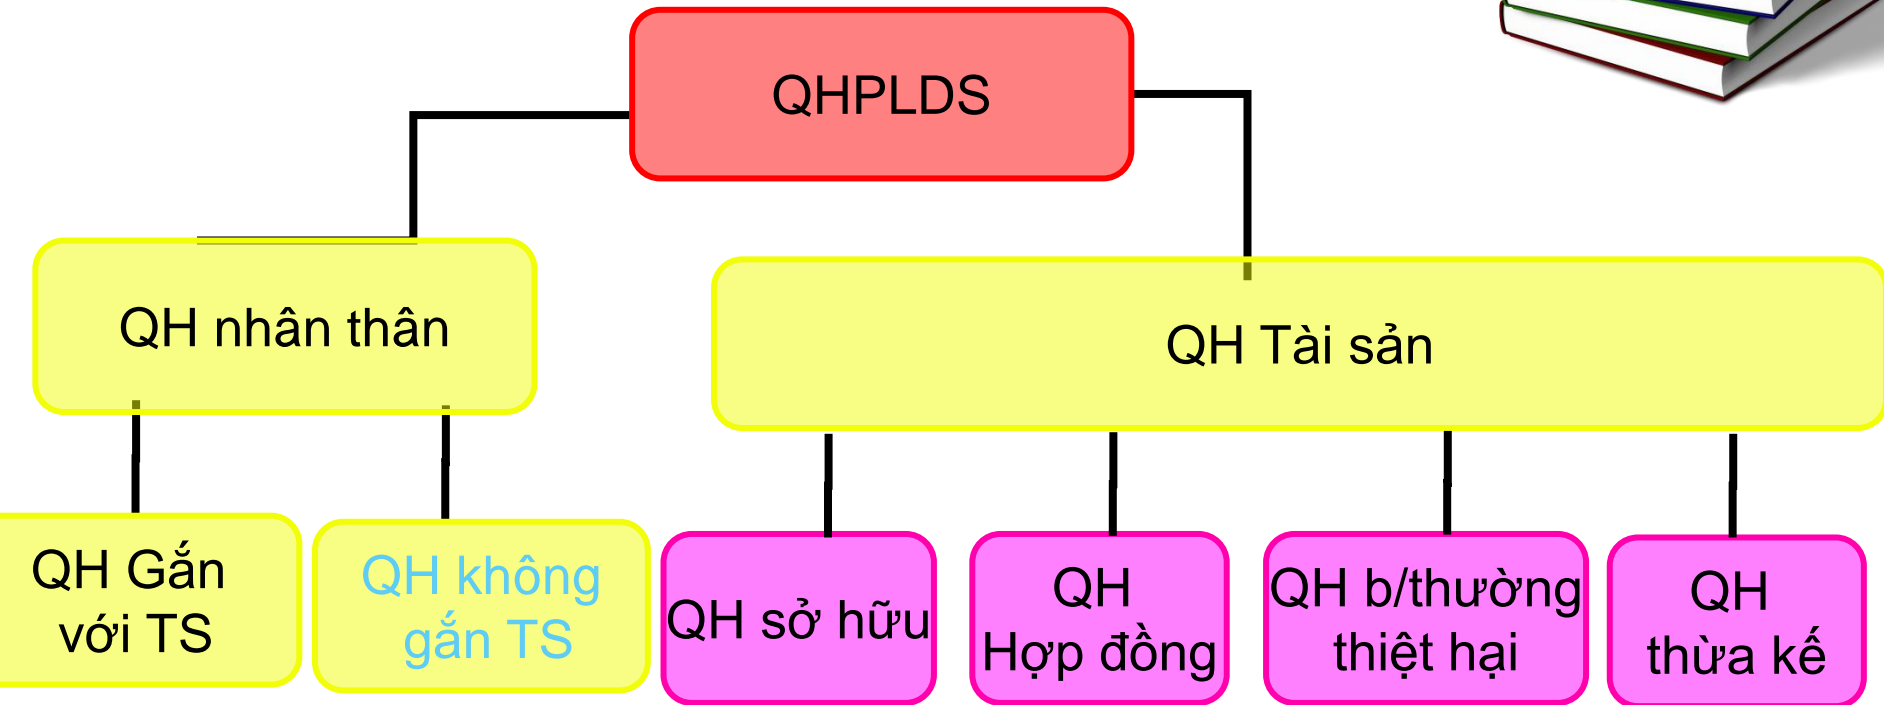 QHPLDS
QH nhân thân
QH Tài sản
QH Gắn
với TS
QH không
gắn TS
QH sở hữu
QH
Hợp đồng
QH b/thường
thiệt hại
QH
thừa kế